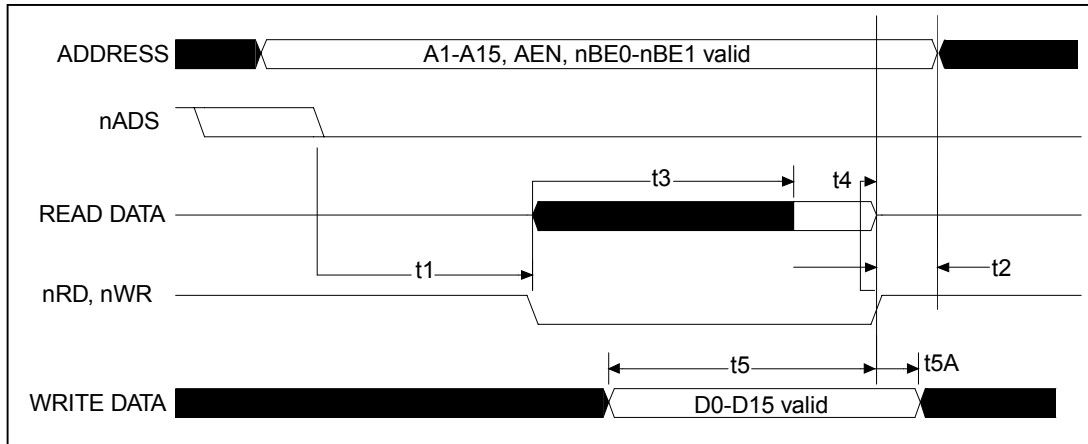 ADDRESS
A1-A15, AEN, nBE0-nBE1 valid
nADS
t3
t4
READ DATA
t1
t2
nRD, nWR
t5
t5A
WRITE DATA
D0-D15 valid